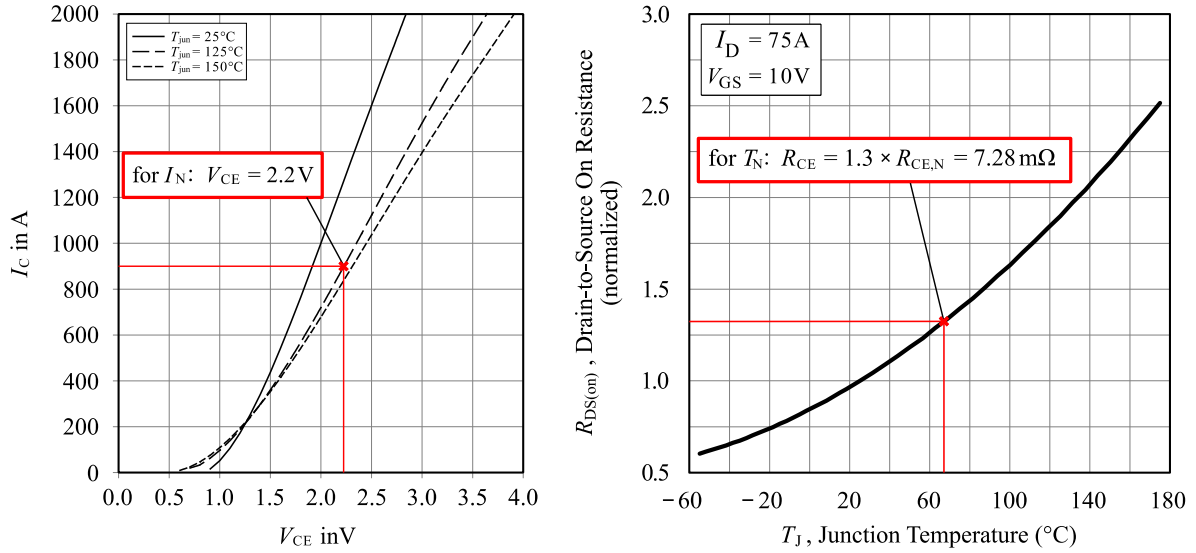 2000
1800
1600
1400
1200
1000
800
600
400
200
0
I_C in A
T_jun = 25°C
T_jun = 125°C
T_jun = 150°C
for I_N: V_CE = 2.2 V
0.0 0.5 1.0 1.5 2.0 2.5 3.0 3.5 4.0
V_CE inV
3.0
2.5
2.0
1.5
1.0
0.5
R_DS(on) , Drain-to-Source On Resistance
(normalized)
I_D = 75A
V_GS = 10V
for T_N: R_CE = 1.3 × R_CE,N = 7.28 mΩ
−60 −20 20 60 100 140 180
T_J , Junction Temperature (°C)